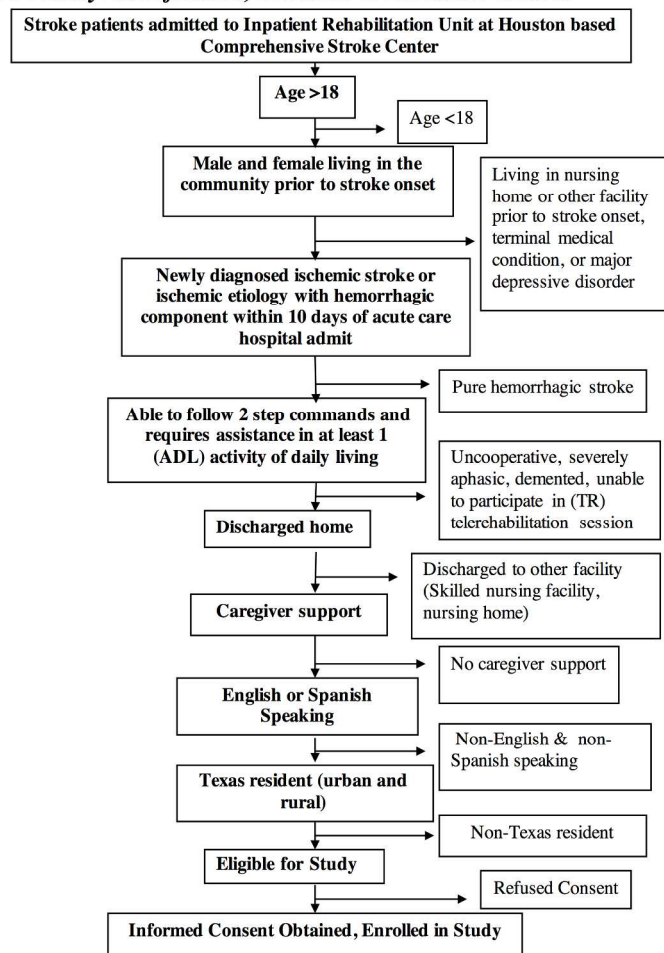 Stroke patients admitted to Inpatient Rehabilitation Unit at Houston based
Comprehensive Stroke Center
Age >18
Age <18
Male and female living in the
community prior to stroke onset
Living in nursing
home or other facility
prior to stroke onset,
terminal medical
condition, or major
depressive disorder
Newly diagnosed ischemic stroke or
ischemic etiology with hemorrhagic
component within 10 days of acute care
hospital admit
Pure hemorrhagic stroke
Able to follow 2 step commands and
requires assistance in at least 1
(ADL) activity of daily living
Uncooperative, severely
aphasic, demented, unable
to participate in (TR)
telerehabilitation session
Discharged home
Discharged to other facility
(Skilled nursing facility,
nursing home)
Caregiver support
No caregiver support
English or Spanish
Speaking
Non-English & non-
Spanish speaking
Texas resident (urban and
rural)
Non-Texas resident
Eligible for Study
Refused Consent
Informed Consent Obtained, Enrolled in Study